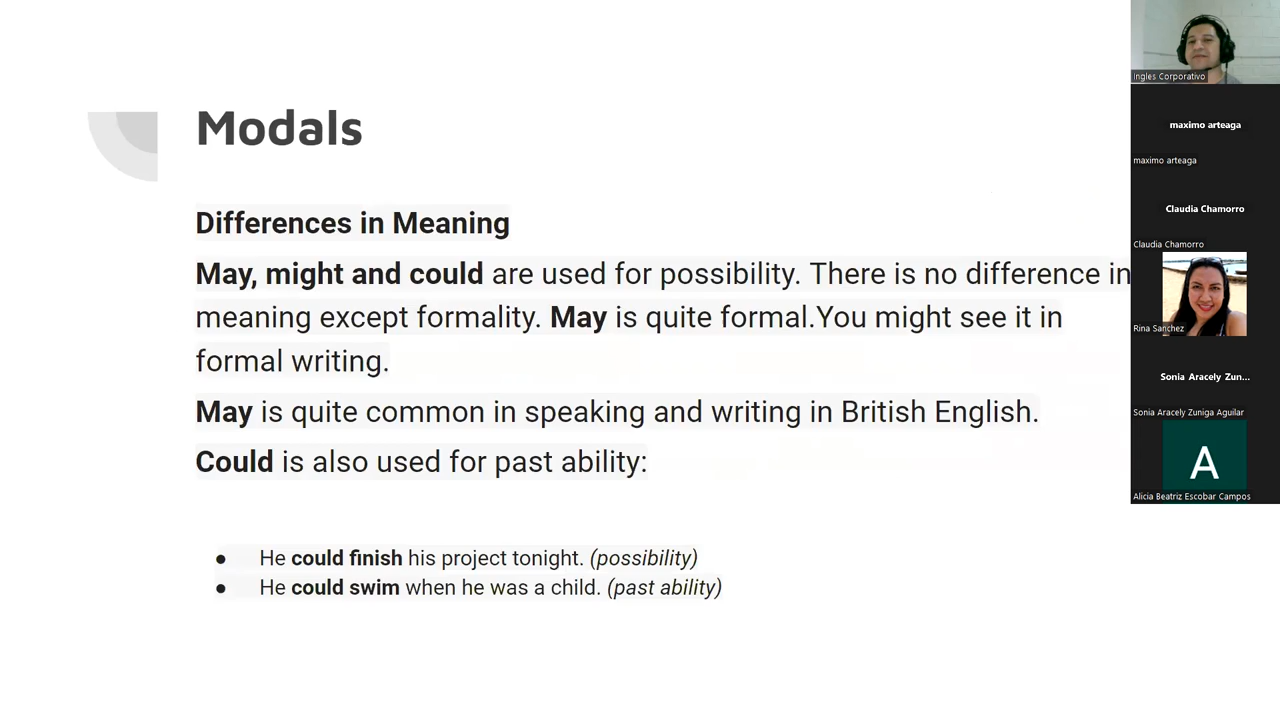 Modals
Differences in Meaning
May, might and could are used for possibility. There is no difference in
meaning except formality. May is quite formal.You might see it in
formal writing.
May is quite common in speaking and writing in British English.
Could is also used for past ability:
● He could finish his project tonight. (possibility)
● He could swim when he was a child. (past ability)
Ingles Corporativo
maximo arteaga
maximo arteaga
Claudia Chamorro
Claudia Chamorro
Rina Sanchez
Sonia Aracely Zun...
Sonia Aracely Zuniga Aguilar
A
Alicia Beatriz Escobar Campos